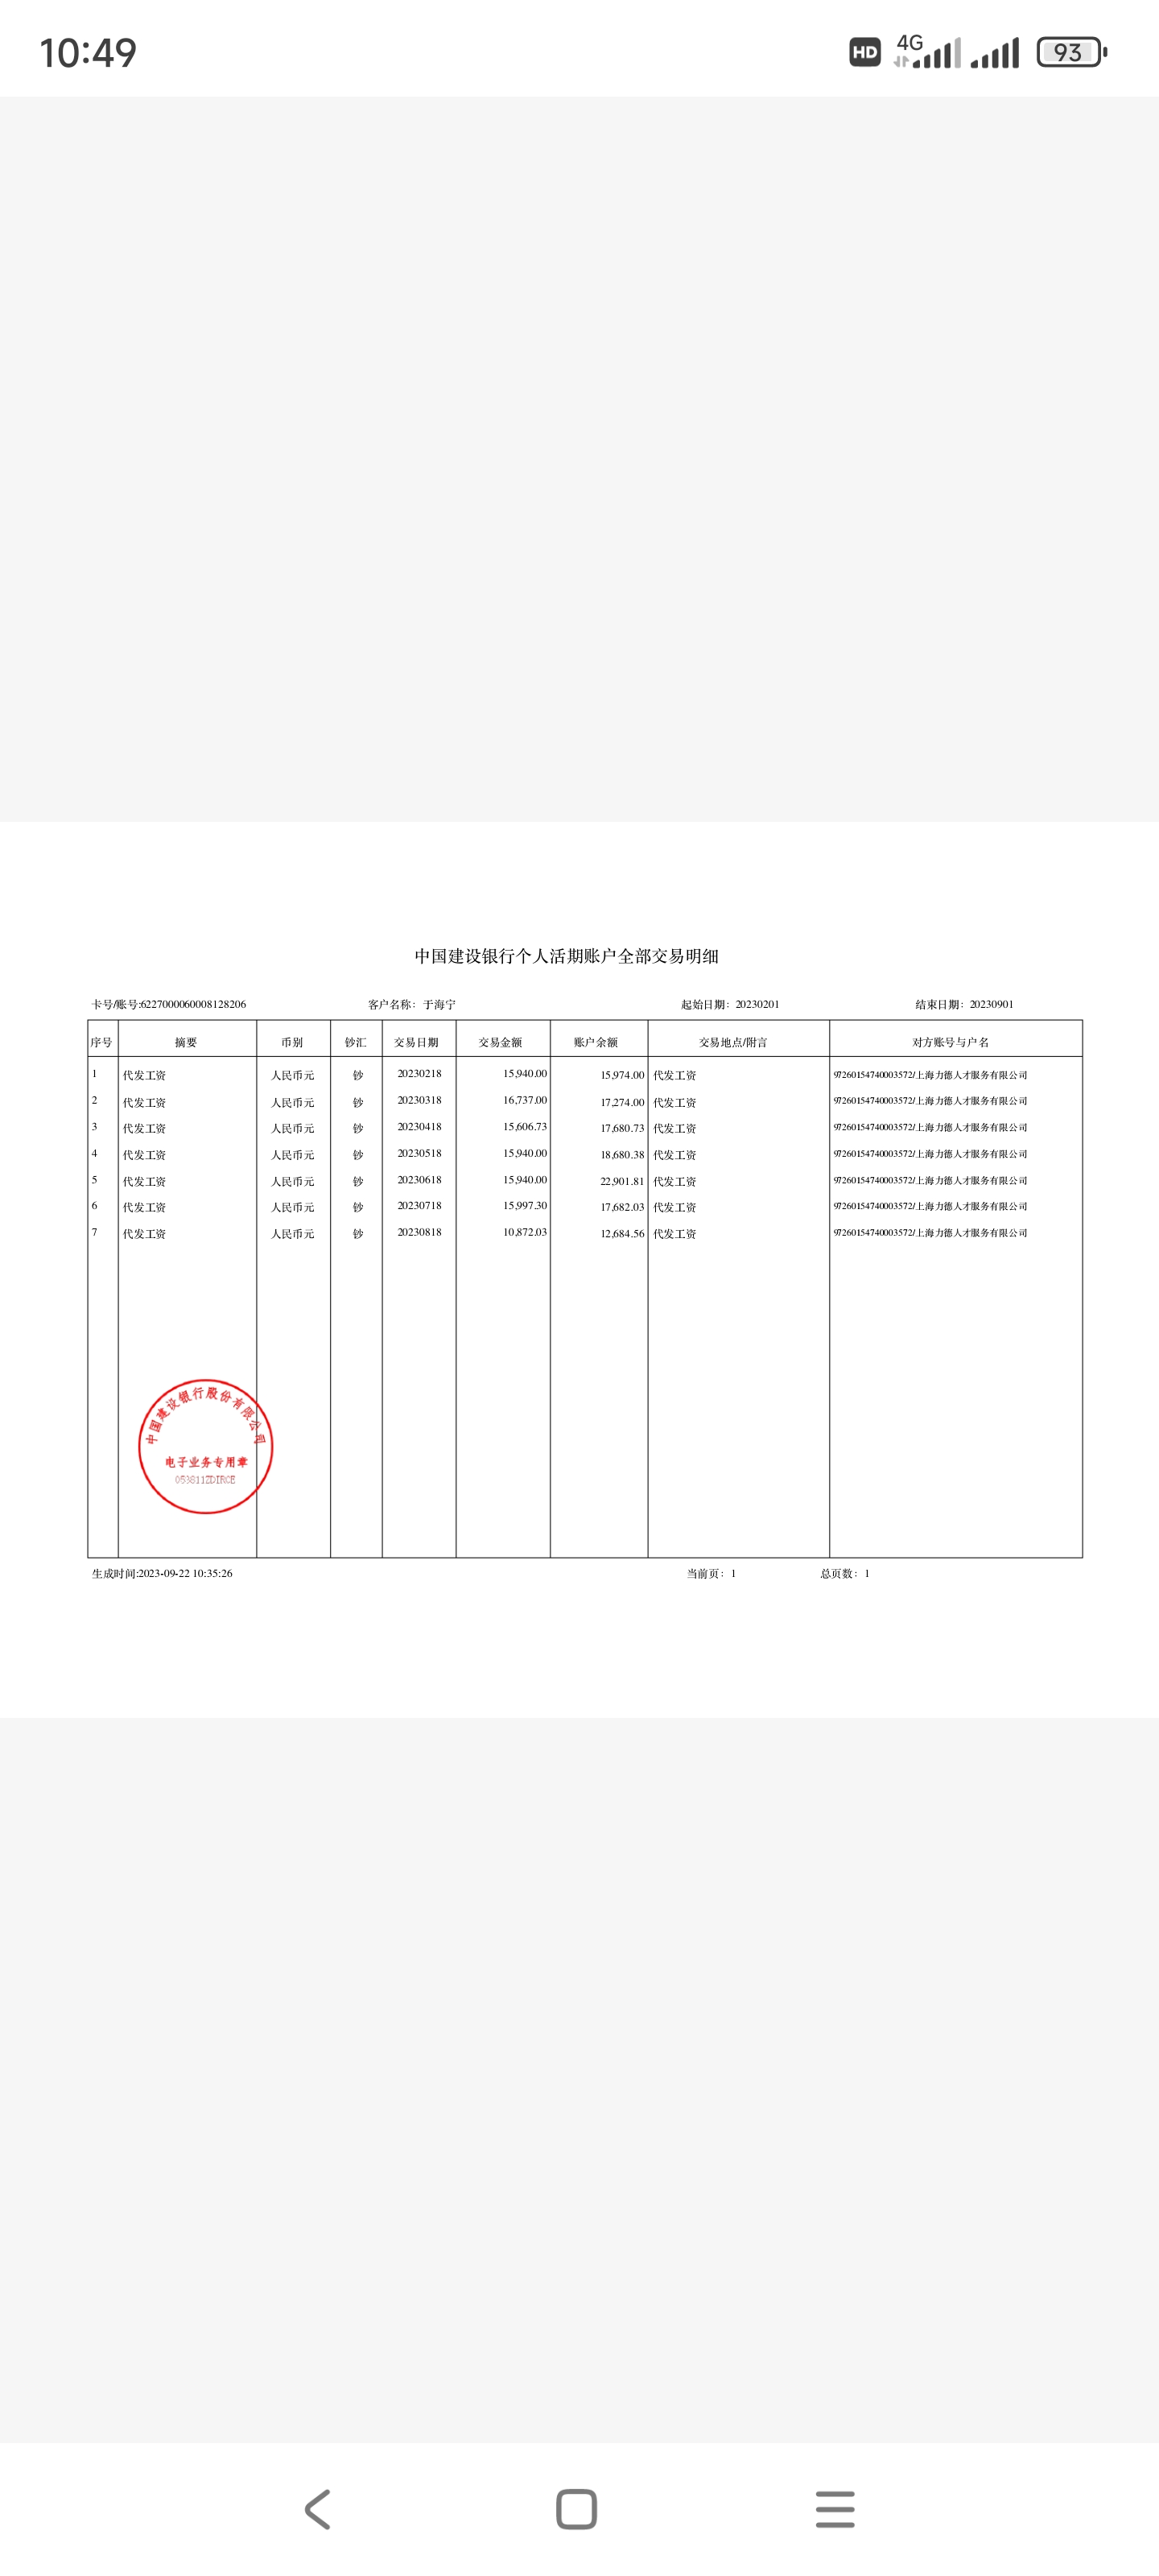 10:49
HD 4G 93
中国建设银行个人活期账户全部交易明细
卡号/账号:6227000060008128206 客户名称：于海宁 起始日期：20230201 结束日期：20230901
序号 摘要 币别 钞汇 交易日期 交易金额 账户余额 交易地点/附言 对方账号与户名
1 代发工资 人民币元 钞 20230218 15,940.00 15,974.00 代发工资 97260154740003572/上海力德人才服务有限公司
2 代发工资 人民币元 钞 20230318 16,737.00 17,274.00 代发工资 97260154740003572/上海力德人才服务有限公司
3 代发工资 人民币元 钞 20230418 15,606.73 17,680.73 代发工资 97260154740003572/上海力德人才服务有限公司
4 代发工资 人民币元 钞 20230518 15,940.00 18,680.38 代发工资 97260154740003572/上海力德人才服务有限公司
5 代发工资 人民币元 钞 20230618 15,940.00 22,901.81 代发工资 97260154740003572/上海力德人才服务有限公司
6 代发工资 人民币元 钞 20230718 15,997.30 17,682.03 代发工资 97260154740003572/上海力德人才服务有限公司
7 代发工资 人民币元 钞 20230818 10,872.03 12,684.56 代发工资 97260154740003572/上海力德人才服务有限公司
中国建设银行股份有限公司
电子业务专用章
053811ZDIRCE
生成时间:2023-09-22 10:35:26 当前页：1 总页数：1